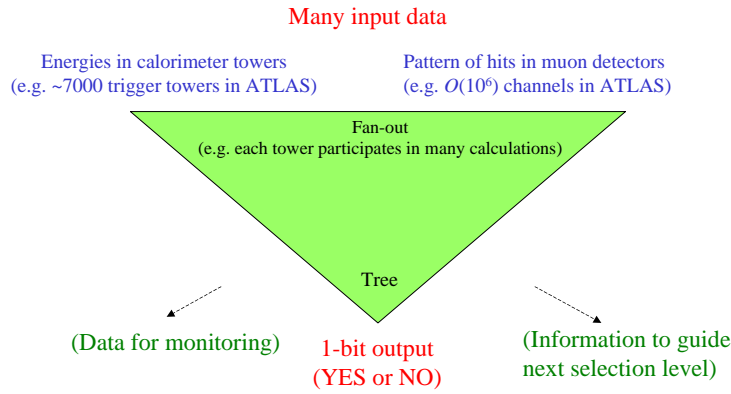 Many input data
Energies in calorimeter towers
(e.g. ~7000 trigger towers in ATLAS)
Pattern of hits in muon detectors
(e.g. O(10⁶) channels in ATLAS)
Fan-out
(e.g. each tower participates in many calculations)
Tree
(Data for monitoring)
1-bit output
(YES or NO)
(Information to guide
next selection level)